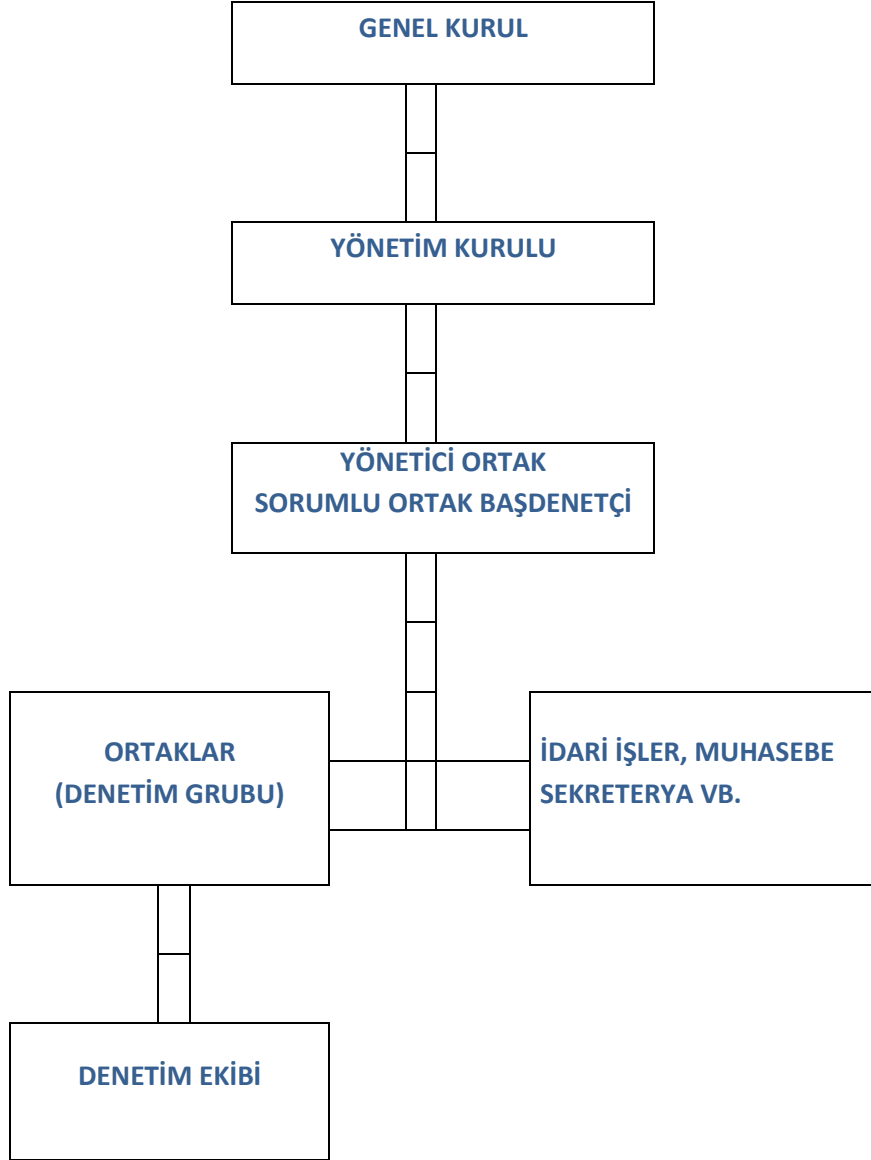 GENEL KURUL
YÖNETİM KURULU
YÖNETİCİ ORTAK
SORUMLU ORTAK BAŞDENETÇİ
ORTAKLAR
(DENETİM GRUBU)
İDARİ İŞLER, MUHASEBE
SEKRETERYA VB.
DENETİM EKİBİ